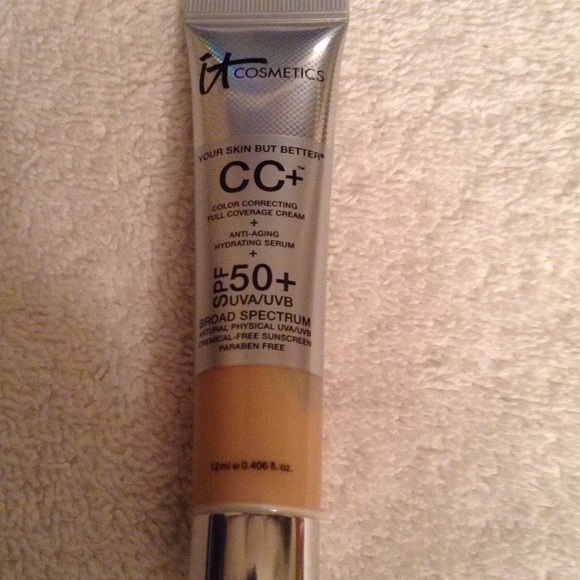 it COSMETICS
YOUR SKIN BUT BETTER®
CC+™
COLOR CORRECTING
FULL COVERAGE CREAM
+
ANTI-AGING
HYDRATING SERUM
+
SPF 50+
UVA/UVB
BROAD SPECTRUM
NATURAL PHYSICAL UVA/UVB
CHEMICAL-FREE SUNSCREEN
PARABEN FREE
12ml e 0.406 fl. oz.